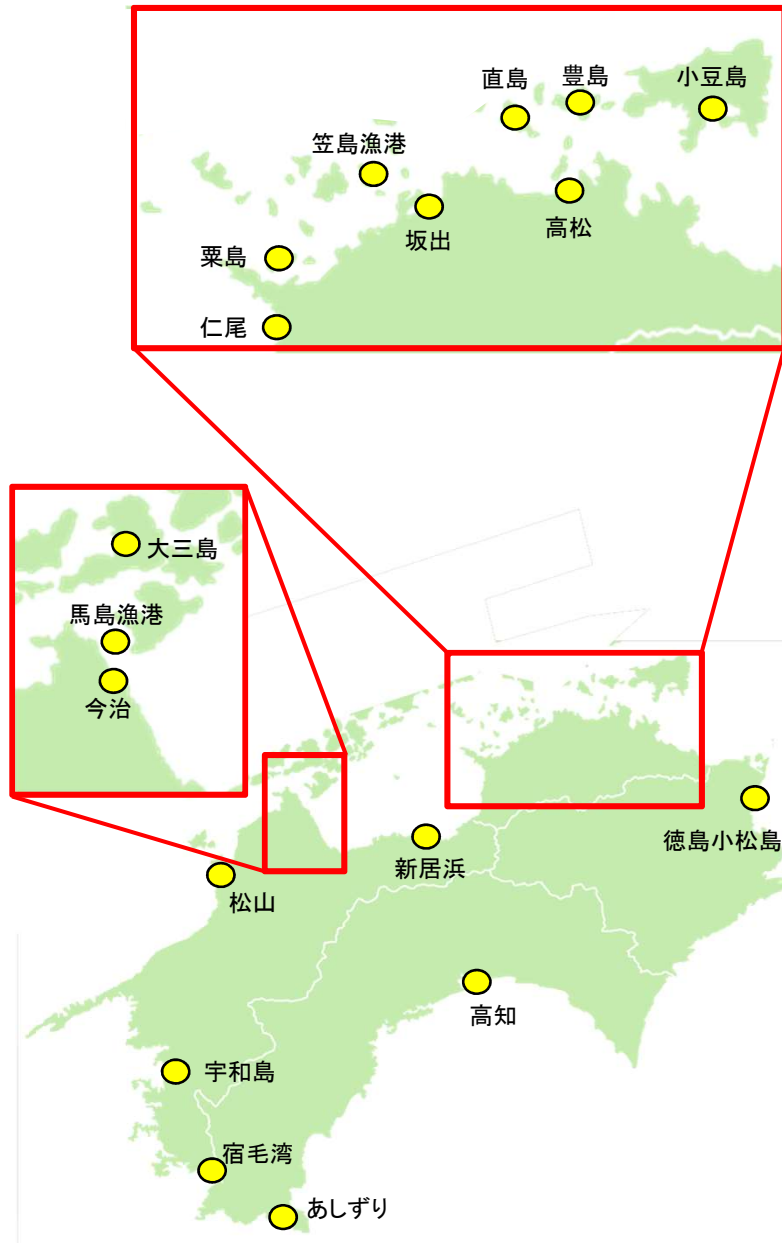 直島
豊島
小豆島
笠島漁港
坂出
高松
粟島
仁尾
大三島
馬島漁港
今治
徳島小松島
新居浜
松山
高知
宇和島
宿毛湾
あしずり